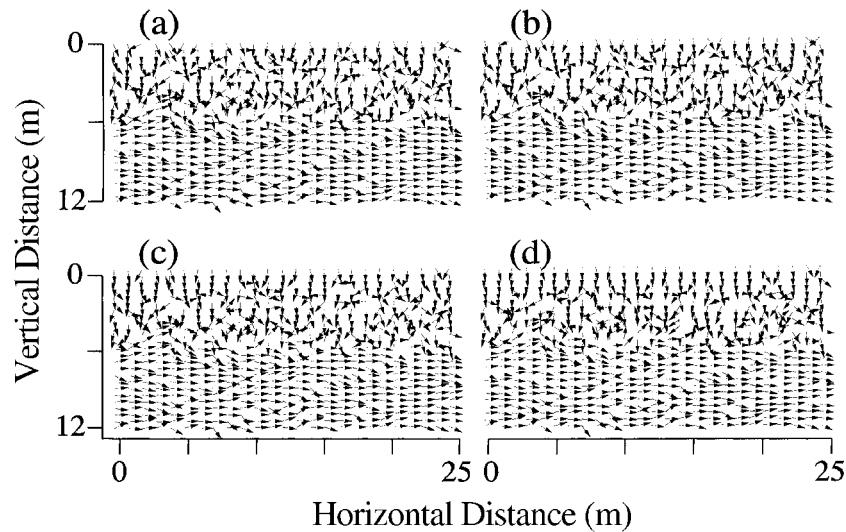 (a)
(b)
0
12
(c)
(d)
0
12
0
25
0
25
Vertical Distance (m)
Horizontal Distance (m)